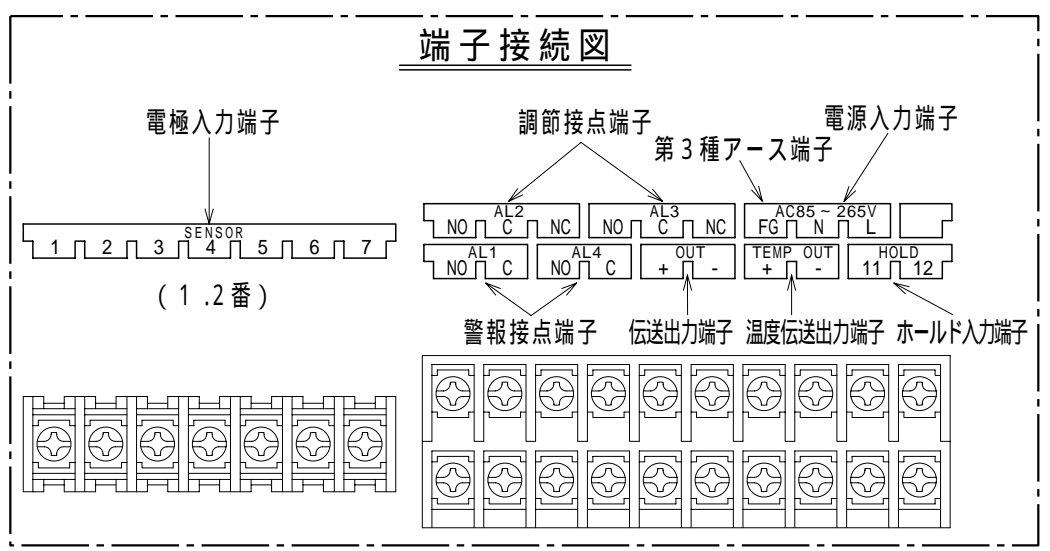 端子接続図
電極入力端子
調節接点端子
電源入力端子
第3種アース端子
SENSOR
1 2 3 4 5 6 7
(1.2番)
AL2
NO C NC
AL3
NO C NC
AC85~265V
FG N L
AL1
NO C
AL4
NO C
OUT
+ -
TEMP OUT
+ -
HOLD
11 12
警報接点端子
伝送出力端子
温度伝送出力端子
ホールド入力端子